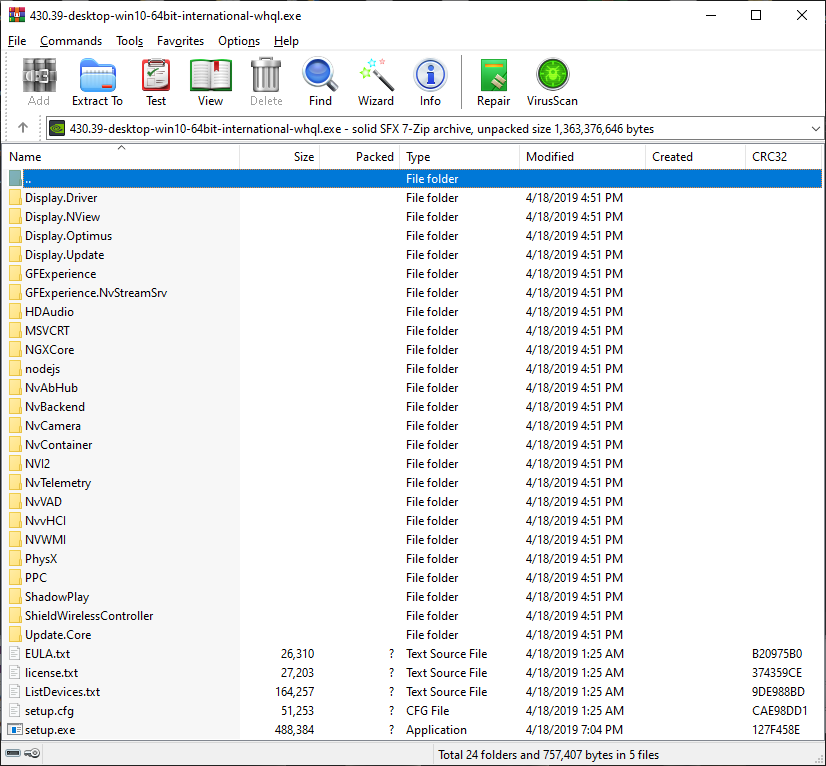 430.39-desktop-win10-64bit-international-whql.exe
File Commands Tools Favorites Options Help
Add Extract To Test View Delete Find Wizard Info Repair VirusScan
430.39-desktop-win10-64bit-international-whql.exe - solid SFX 7-Zip archive, unpacked size 1,363,376,646 bytes
Name Size Packed Type Modified Created CRC32
.. File folder
Display.Driver File folder 4/18/2019 4:51 PM
Display.NView File folder 4/18/2019 4:51 PM
Display.Optimus File folder 4/18/2019 4:51 PM
Display.Update File folder 4/18/2019 4:51 PM
GFExperience File folder 4/18/2019 4:51 PM
GFExperience.NvStreamSrv File folder 4/18/2019 4:51 PM
HDAudio File folder 4/18/2019 4:51 PM
MSVCRT File folder 4/18/2019 4:51 PM
NGXCore File folder 4/18/2019 4:51 PM
nodejs File folder 4/18/2019 4:51 PM
NvAbHub File folder 4/18/2019 4:51 PM
NvBackend File folder 4/18/2019 4:51 PM
NvCamera File folder 4/18/2019 4:51 PM
NvContainer File folder 4/18/2019 4:51 PM
NVI2 File folder 4/18/2019 4:51 PM
NvTelemetry File folder 4/18/2019 4:51 PM
NvVAD File folder 4/18/2019 4:51 PM
NvvHCI File folder 4/18/2019 4:51 PM
NVWMI File folder 4/18/2019 4:51 PM
PhysX File folder 4/18/2019 4:51 PM
PPC File folder 4/18/2019 4:51 PM
ShadowPlay File folder 4/18/2019 4:51 PM
ShieldWirelessController File folder 4/18/2019 4:51 PM
Update.Core File folder 4/18/2019 4:51 PM
EULA.txt 26,310 ? Text Source File 4/18/2019 1:25 AM B20975B0
license.txt 27,203 ? Text Source File 4/18/2019 1:25 AM 374359CE
ListDevices.txt 164,257 ? Text Source File 4/18/2019 1:25 AM 9DE988BD
setup.cfg 51,253 ? CFG File 4/18/2019 1:25 AM CAE98DD1
setup.exe 488,384 ? Application 4/18/2019 7:04 PM 127F458E
Total 24 folders and 757,407 bytes in 5 files